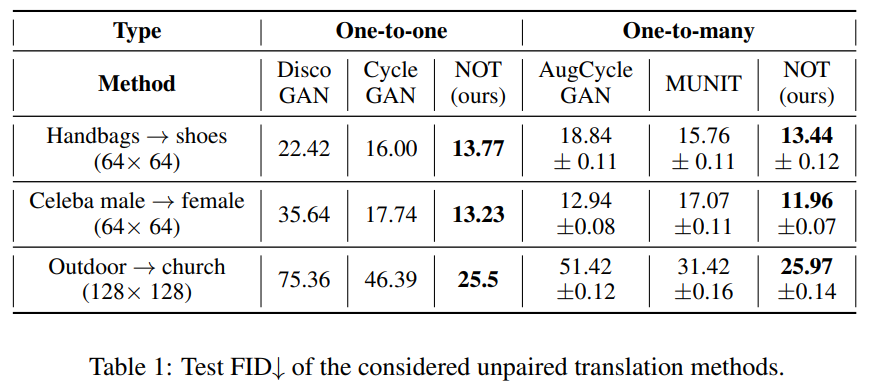 Type One-to-one One-to-many
Method Disco GAN Cycle GAN NOT (ours) AugCycle GAN MUNIT NOT (ours)
Handbags → shoes (64× 64) 22.42 16.00 13.77 18.84 ± 0.11 15.76 ± 0.11 13.44 ± 0.12
Celeba male → female (64× 64) 35.64 17.74 13.23 12.94 ±0.08 17.07 ±0.11 11.96 ±0.07
Outdoor → church (128× 128) 75.36 46.39 25.5 51.42 ±0.12 31.42 ±0.16 25.97 ±0.14
Table 1: Test FID↓ of the considered unpaired translation methods.